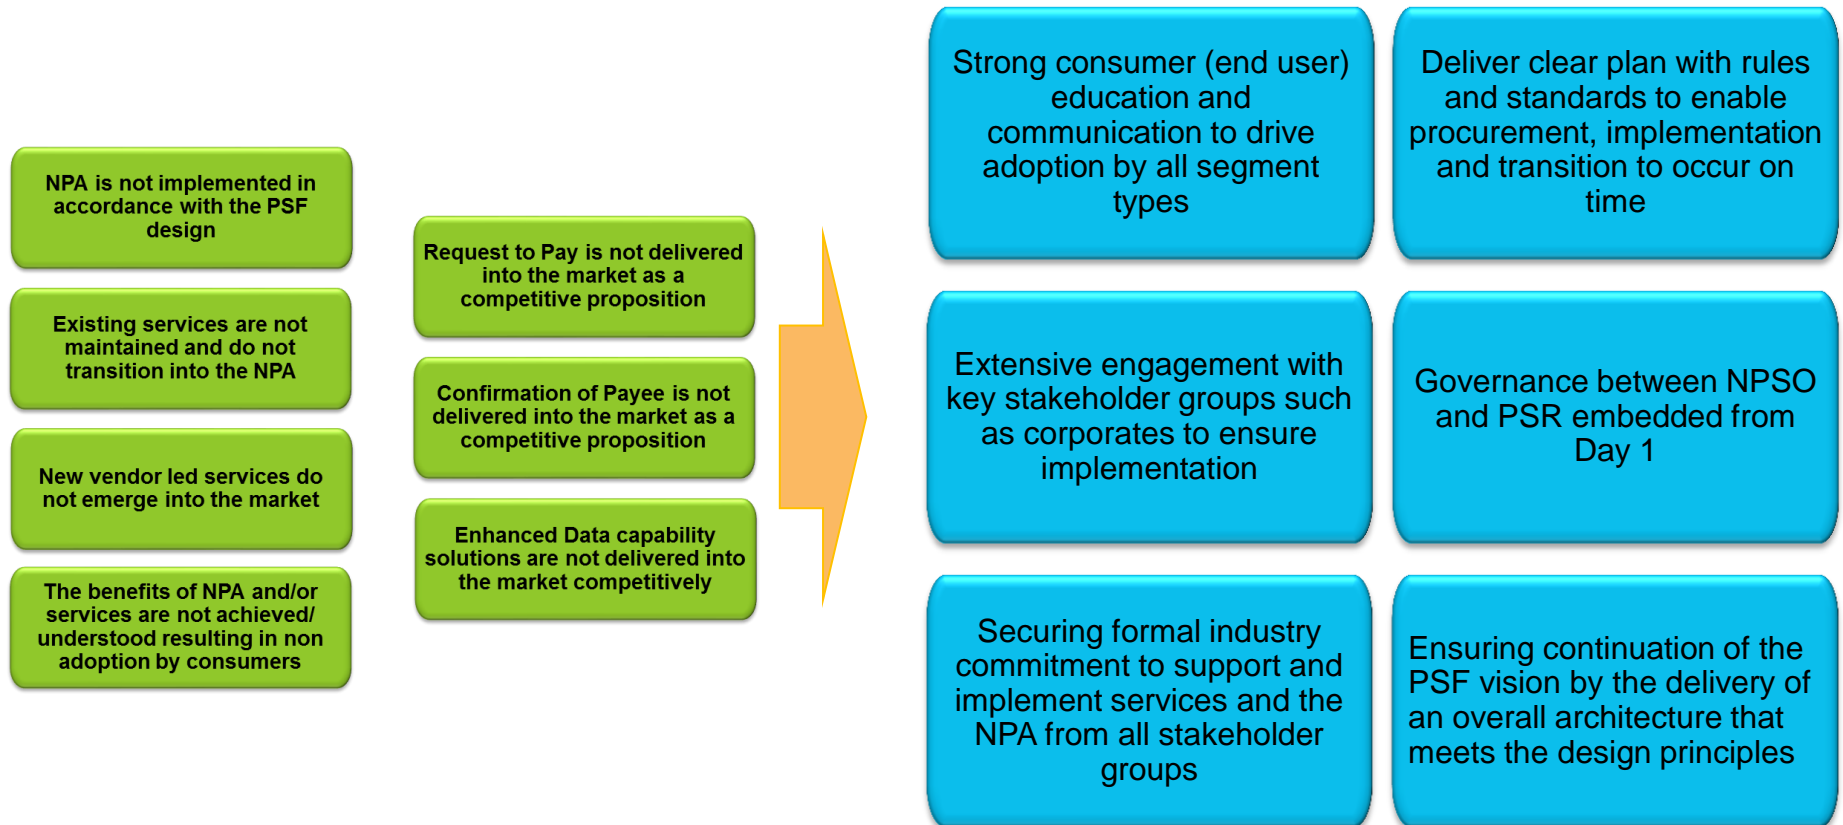 NPA is not implemented in
accordance with the PSF
design
Existing services are not
maintained and do not
transition into the NPA
New vendor led services do
not emerge into the market
The benefits of NPA and/or
services are not achieved/
understood resulting in non
adoption by consumers
Request to Pay is not delivered
into the market as a
competitive proposition
Confirmation of Payee is not
delivered into the market as a
competitive proposition
Enhanced Data capability
solutions are not delivered into
the market competitively
Strong consumer (end user)
education and
communication to drive
adoption by all segment
types
Deliver clear plan with rules
and standards to enable
procurement, implementation
and transition to occur on
time
Extensive engagement with
key stakeholder groups such
as corporates to ensure
implementation
Governance between NPSO
and PSR embedded from
Day 1
Securing formal industry
commitment to support and
implement services and the
NPA from all stakeholder
groups
Ensuring continuation of the
PSF vision by the delivery of
an overall architecture that
meets the design principles